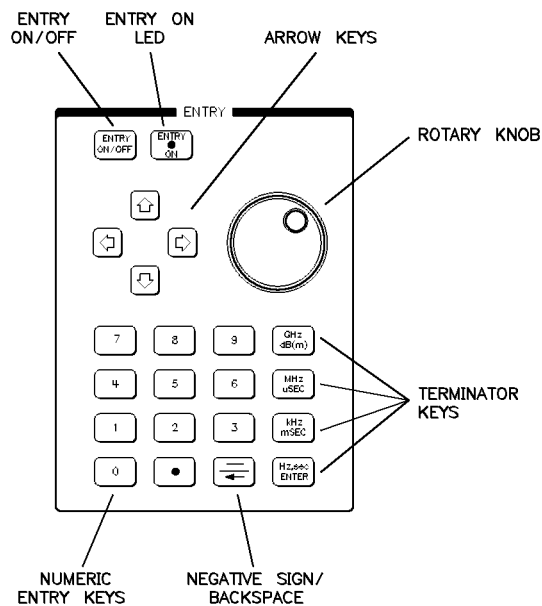 ENTRY
ON/OFF
ENTRY ON
LED
ARROW KEYS
ENTRY
ENTRY
ON/OFF
ENTRY
ON
ROTARY KNOB
7
8
9
GHz
dB(m)
4
5
6
MHz
uSEC
1
2
3
kHz
mSEC
TERMINATOR
KEYS
0
Hz,sec
ENTER
NUMERIC
ENTRY KEYS
NEGATIVE SIGN/
BACKSPACE